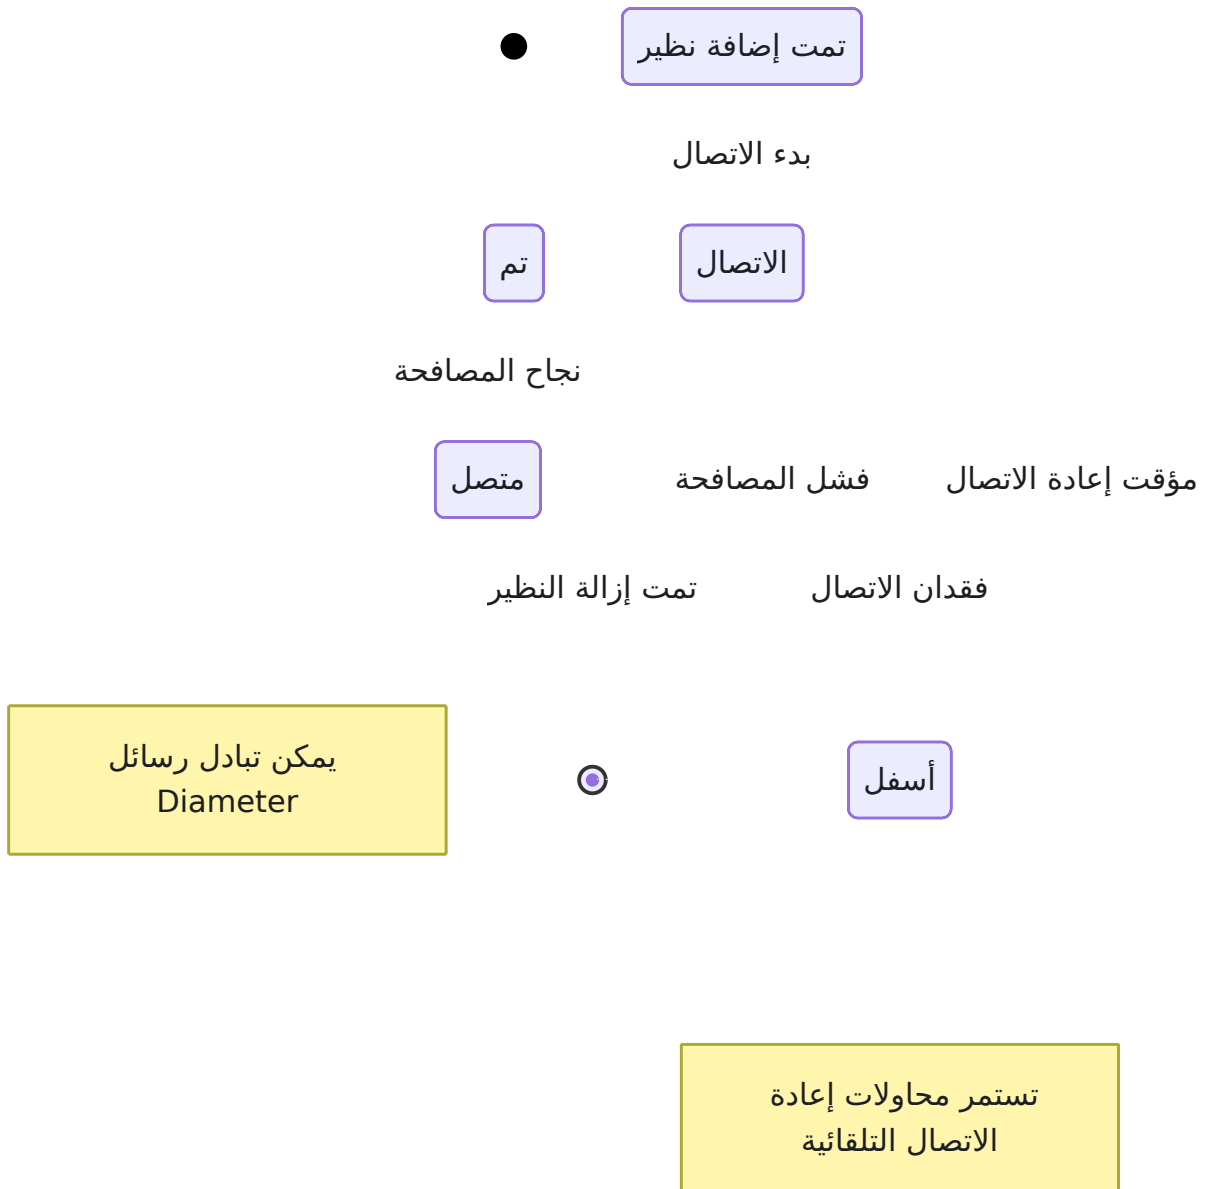 تمت إضافة نظير
بدء الاتصال
الاتصال
تم
نجاح المصافحة
مؤقت إعادة الاتصال
فشل المصافحة
متصل
فقدان الاتصال
تمت إزالة النظير
أسفل
يمكن تبادل رسائل
Diameter
تستمر محاولات إعادة
الاتصال التلقائية